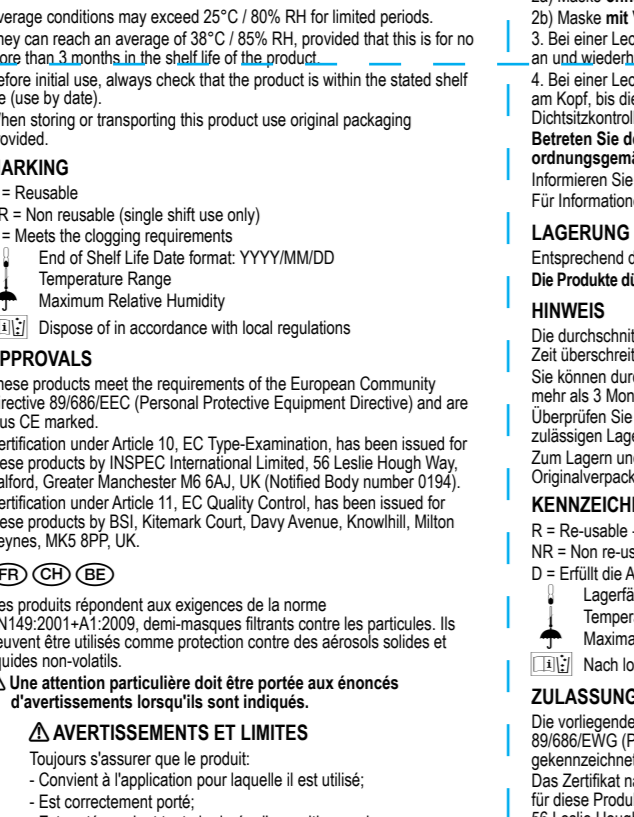 verage conditions may exceed 25°C / 80% RH for limited periods.
hey can reach an average of 38°C / 85% RH, provided that this is for no
ore than 3 months in the shelf life of the product.
efore initial use, always check that the product is within the stated shelf
e (use by date).
hen storing or transporting this product use original packaging
rovided.
ARKING
= Reusable
R = Non reusable (single shift use only)
= Meets the clogging requirements
End of Shelf Life Date format: YYYY/MM/DD
Temperature Range
Maximum Relative Humidity
Dispose of in accordance with local regulations
PPROVALS
hese products meet the requirements of the European Community
irective 89/686/EEC (Personal Protective Equipment Directive) and are
us CE marked.
ertification under Article 10, EC Type-Examination, has been issued for
ese products by INSPEC International Limited, 56 Leslie Hough Way,
alford, Greater Manchester M6 6AJ, UK (Notified Body number 0194).
ertification under Article 11, EC Quality Control, has been issued for
ese products by BSI, Kitemark Court, Davy Avenue, Knowlhill, Milton
eynes, MK5 8PP, UK.
FR CH BE
es produits répondent aux exigences de la norme
N149:2001+A1:2009, demi-masques filtrants contre les particules. Ils
euvent être utilisés comme protection contre des aérosols solides et
quides non-volatils.
Une attention particulière doit être portée aux énoncés
d'avertissements lorsqu'ils sont indiqués.
⚠ AVERTISSEMENTS ET LIMITES
Toujours s'assurer que le produit:
- Convient à l'application pour laquelle il est utilisé;
- Est correctement porté;
2b) Maske mit
3. Bei einer Lec
an und wiederh
4. Bei einer Lec
am Kopf, bis die
Dichtsitzkontroll
Betreten Sie de
ordnungsgemä
Informieren Sie
Für Informatione
LAGERUNG
Entsprechend d
Die Produkte dü
HINWEIS
Die durchschnit
Zeit überschreit
Sie können durc
mehr als 3 Mon
Überprüfen Sie
zulässigen Lage
Zum Lagern und
Originalverpack
KENNZEICH
R = Re-usable -
NR = Non re-us
D = Erfüllt die A
Lagerfä
Tempera
Maxima
Nach lo
ZULASSUNG
Die vorliegende
89/686/EWG (P
gekennzeichnet
Das Zertifikat na
für diese Produk